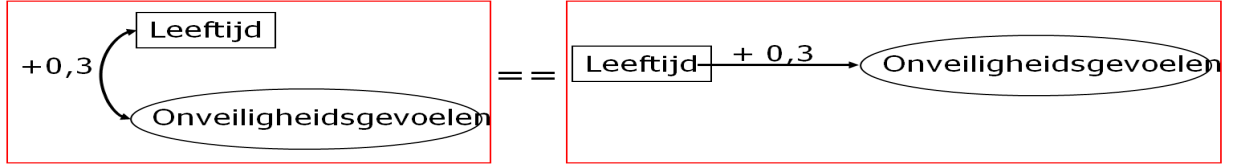 Leeftijd
+0,3
Onveiligheidsgevoelen
==
Leeftijd
+ 0,3
Onveiligheidsgevoelen